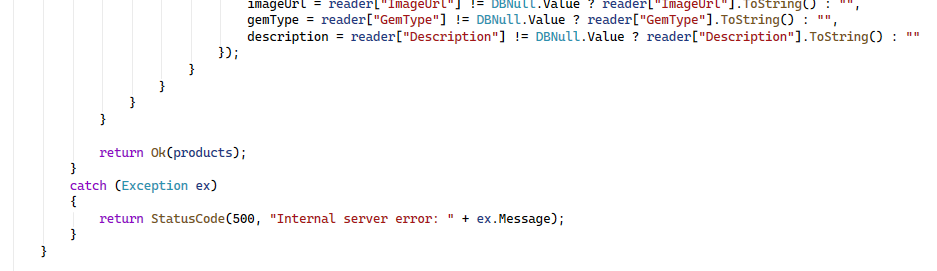 imageUrl = reader["ImageUrl"] != DBNull.Value ? reader["ImageUrl"].ToString() : "",
gemType = reader["GemType"] != DBNull.Value ? reader["GemType"].ToString() : "",
description = reader["Description"] != DBNull.Value ? reader["Description"].ToString() : ""
});
}
}
}
}
return Ok(products);
}
catch (Exception ex)
{
return StatusCode(500, "Internal server error: " + ex.Message);
}
}